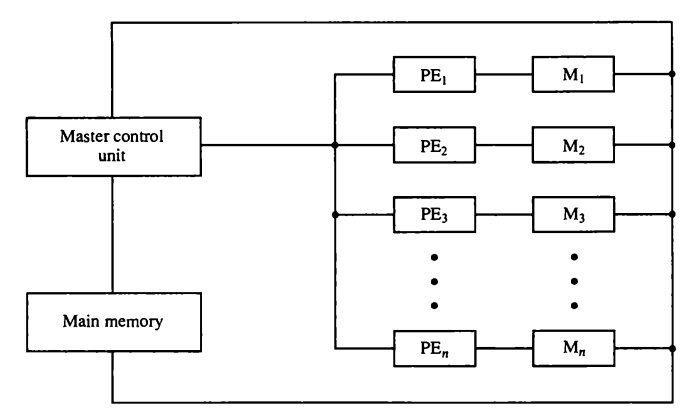 PE₁ M₁
Master control
unit
PE₂ M₂
PE₃ M₃
Main memory
PEₙ Mₙ